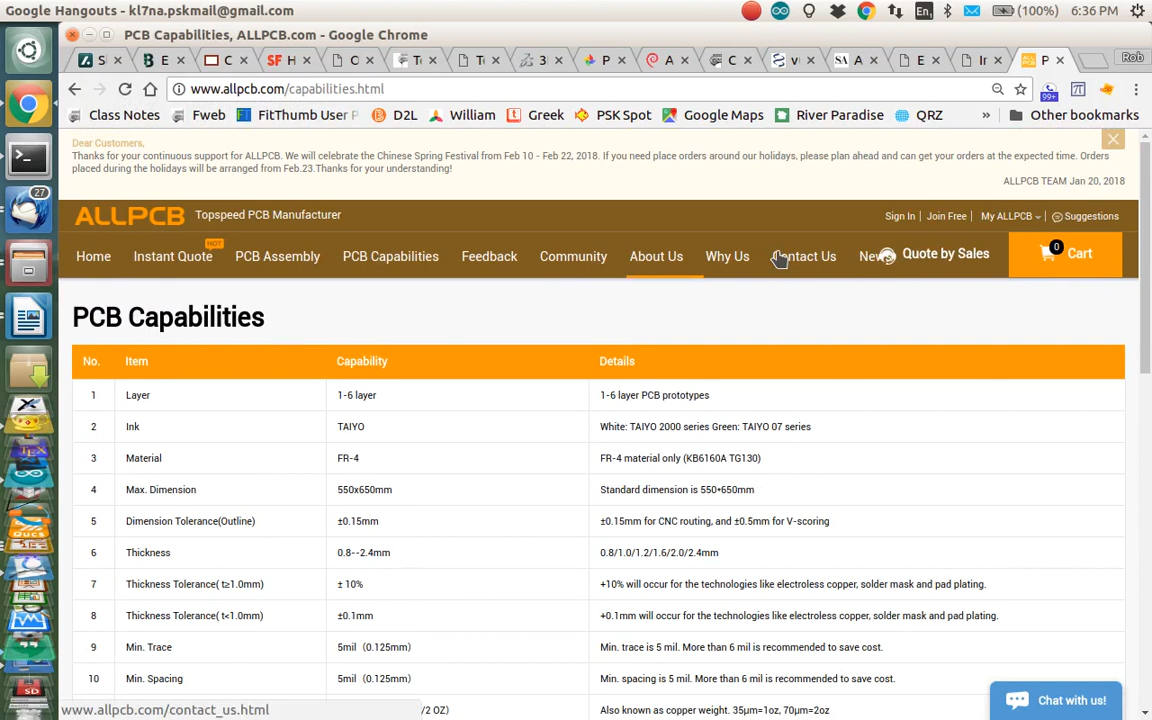 Google Hangouts - kl7na.pskmail@gmail.com
En1
(100%)
6:36 PM
PCB Capabilities, ALLPCB.com - Google Chrome
S
E
C
SF H
O
T
T
3
P
A
C
v
SA A
E
Ir
P
Rob
www.allpcb.com/capabilities.html
99+
Class Notes
Fweb
FitThumb User P
D2L
William
Greek
PSK Spot
Google Maps
River Paradise
QRZ
»
Other bookmarks
Dear Customers,
Thanks for your continuous support for ALLPCB. We will celebrate the Chinese Spring Festival from Feb 10 - Feb 22, 2018. If you need place orders around our holidays, please plan ahead and can get your orders at the expected time. Orders
placed during the holidays will be arranged from Feb.23.Thanks for your understanding!
ALLPCB TEAM Jan 20, 2018
ALLPCB Topspeed PCB Manufacturer
Sign In | Join Free | My ALLPCB | Suggestions
HOT
Home
Instant Quote
PCB Assembly
PCB Capabilities
Feedback
Community
About Us
Why Us
ontact Us
Ne
Quote by Sales
0
Cart
PCB Capabilities
No. Item Capability Details
1 Layer 1-6 layer 1-6 layer PCB prototypes
2 Ink TAIYO White: TAIYO 2000 series Green: TAIYO 07 series
3 Material FR-4 FR-4 material only (KB6160A TG130)
4 Max. Dimension 550x650mm Standard dimension is 550*650mm
5 Dimension Tolerance(Outline) ±0.15mm ±0.15mm for CNC routing, and ±0.5mm for V-scoring
6 Thickness 0.8--2.4mm 0.8/1.0/1.2/1.6/2.0/2.4mm
7 Thickness Tolerance( t≥1.0mm) ± 10% +10% will occur for the technologies like electroless copper, solder mask and pad plating.
8 Thickness Tolerance( t<1.0mm) ±0.1mm +0.1mm will occur for the technologies like electroless copper, solder mask and pad plating.
9 Min. Trace 5mil（0.125mm） Min. trace is 5 mil. More than 6 mil is recommended to save cost.
10 Min. Spacing 5mil（0.125mm） Min. spacing is 5 mil. More than 6 mil is recommended to save cost.
/2 OZ) Also known as copper weight. 35μm=1oz, 70μm=2oz
Chat with us!
www.allpcb.com/contact_us.html
27
TEX
QUCS
SD